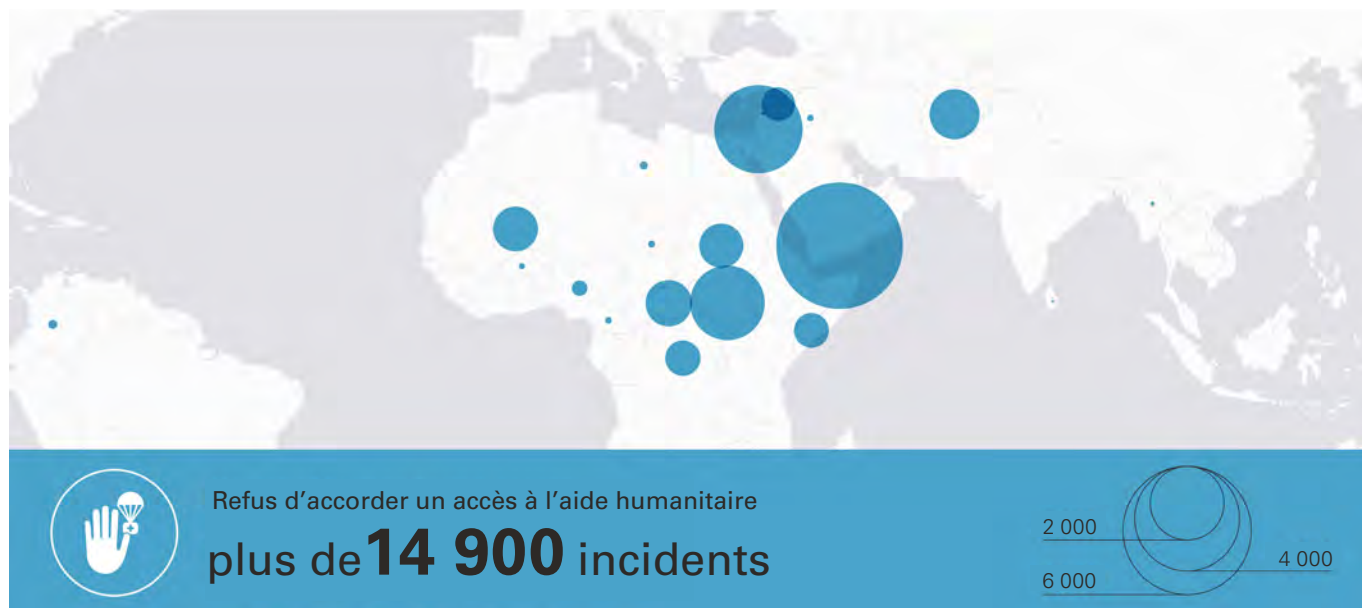 Refus d’accorder un accès à l’aide humanitaire
plus de 14 900 incidents
2 000
4 000
6 000